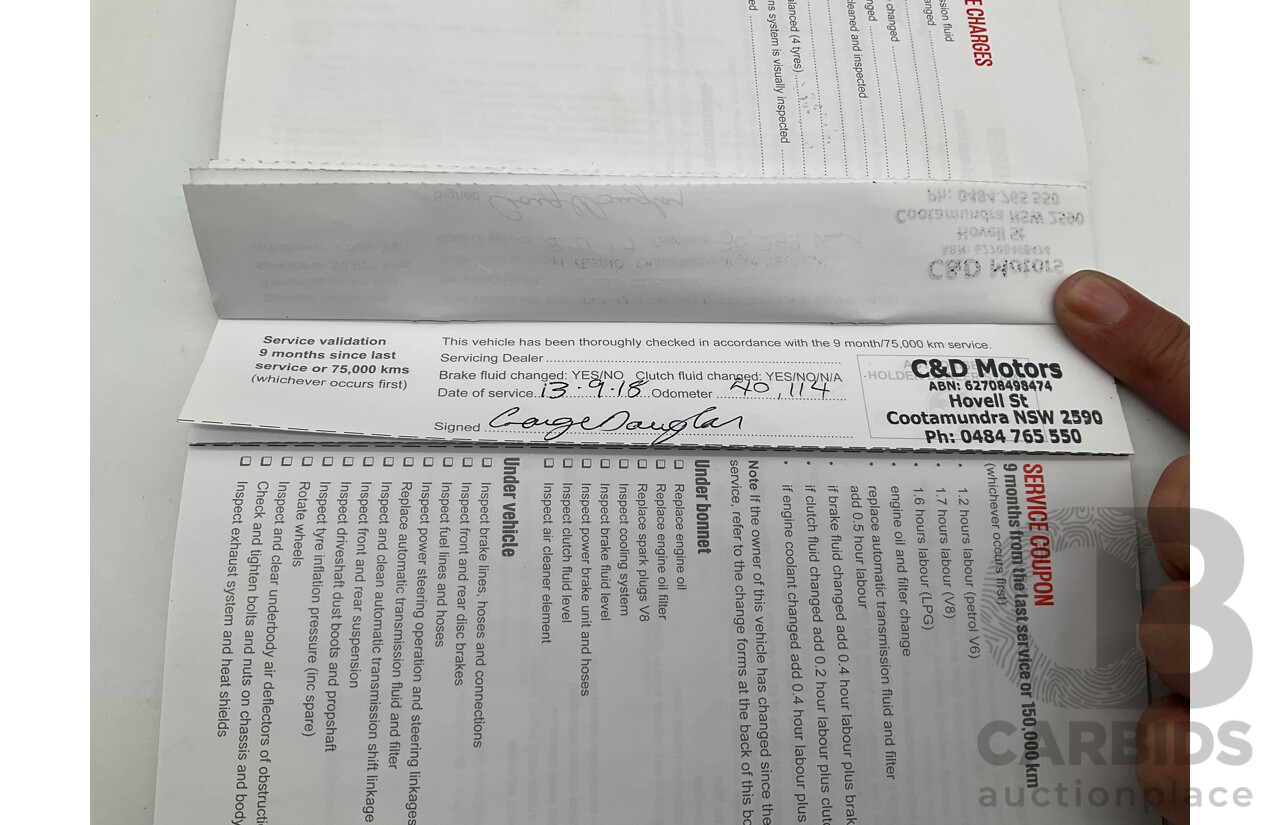 E CHARGES
ssion fluid
anged
e changed
nged
leaned and inspected
alanced (4 tyres)
ns system is visually inspected
ed
Signed
Ph: 0484 765 550
Cootamundra NSW 2590
Hovell St
ABN: 62708498474
C&D Motors
Service validation
9 months since last
service or 75,000 kms
(whichever occurs first)
This vehicle has been thoroughly checked in accordance with the 9 month/75,000 km service.
Servicing Dealer
Brake fluid changed: YES/NO Clutch fluid changed: YES/NO/N/A
Date of service 13.9.18 Odometer 40,114
Signed George Douglas
C&D Motors
ABN: 62708498474
Hovell St
Cootamundra NSW 2590
Ph: 0484 765 550
SERVICE COUPON
9 months from the last service or 150,000 km
(whichever occurs first)
• 1.2 hours labour (petrol V6)
• 1.7 hours labour (V8)
• 1.6 hours labour (LPG)
engine oil and filter change
• replace automatic transmission fluid and filter
add 0.5 hour labour
• if brake fluid changed add 0.4 hour labour plus brak
• if clutch fluid changed add 0.2 hour labour plus clutc
• if engine coolant changed add 0.4 hour labour plus
Note If the owner of this vehicle has changed since the
service, refer to the change forms at the back of this bo
Under bonnet
❏ Replace engine oil
❏ Replace engine oil filter
❏ Replace spark plugs V8
❏ Inspect cooling system
❏ Inspect brake fluid level
❏ Inspect power brake unit and hoses
❏ Inspect clutch fluid level
❏ Inspect air cleaner element
Under vehicle
❏ Inspect brake lines, hoses and connections
❏ Inspect front and rear disc brakes
❏ Inspect fuel lines and hoses
❏ Inspect power steering operation and steering linkages
❏ Replace automatic transmission fluid and filter
❏ Inspect and clean automatic transmission shift linkage
❏ Inspect front and rear suspension
❏ Inspect driveshaft dust boots and propshaft
❏ Inspect tyre inflation pressure (inc spare)
❏ Rotate wheels
❏ Inspect and clear underbody air deflectors of obstructi
❏ Check and tighten bolts and nuts on chassis and body
❏ Inspect exhaust system and heat shields
CARBIDS
auctionplace